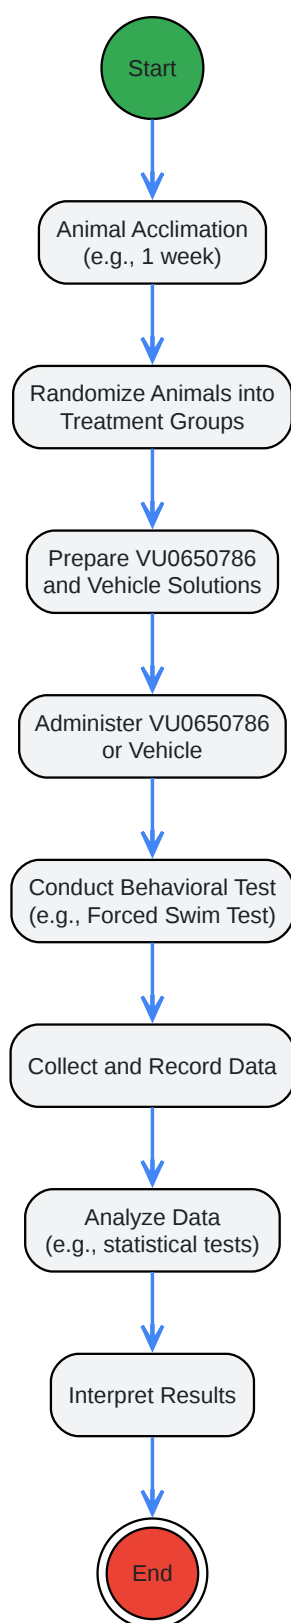 Start
Animal Acclimation
(e.g., 1 week)
Randomize Animals into
Treatment Groups
Prepare VU0650786
and Vehicle Solutions
Administer VU0650786
or Vehicle
Conduct Behavioral Test
(e.g., Forced Swim Test)
Collect and Record Data
Analyze Data
(e.g., statistical tests)
Interpret Results
End